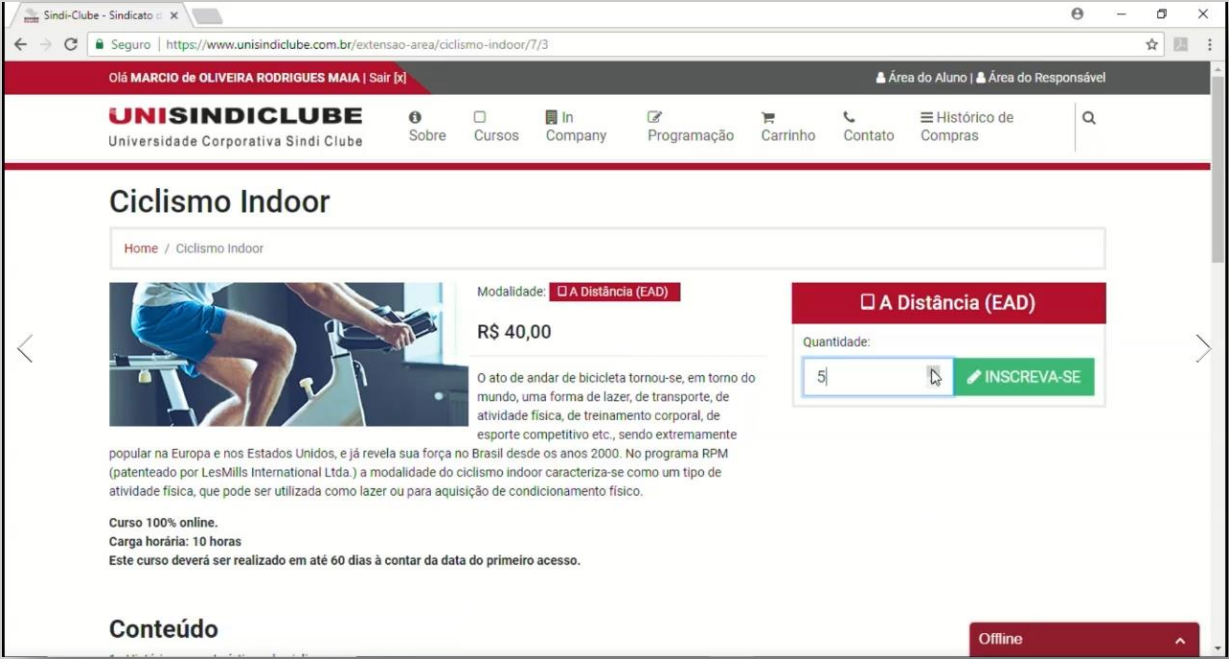 Sindi-Clube - Sindicato d
Seguro | https://www.unisindiclube.com.br/extensao-area/ciclismo-indoor/7/3
Olá MARCIO de OLIVEIRA RODRIGUES MAIA | Sair [x]
Área do Aluno | Área do Responsável
UNISINDICLUBE
Universidade Corporativa Sindi Clube
Sobre
Cursos
In
Company
Programação
Carrinho
Contato
Histórico de
Compras
Ciclismo Indoor
Home / Ciclismo Indoor
Modalidade: A Distância (EAD)
R$ 40,00
O ato de andar de bicicleta tornou-se, em torno do
mundo, uma forma de lazer, de transporte, de
atividade física, de treinamento corporal, de
esporte competitivo etc., sendo extremamente
popular na Europa e nos Estados Unidos, e já revela sua força no Brasil desde os anos 2000. No programa RPM
(patenteado por LesMills International Ltda.) a modalidade do ciclismo indoor caracteriza-se como um tipo de
atividade física, que pode ser utilizada como lazer ou para aquisição de condicionamento físico.
Curso 100% online.
Carga horária: 10 horas
Este curso deverá ser realizado em até 60 dias à contar da data do primeiro acesso.
A Distância (EAD)
Quantidade:
5
INSCREVA-SE
Conteúdo
Offline